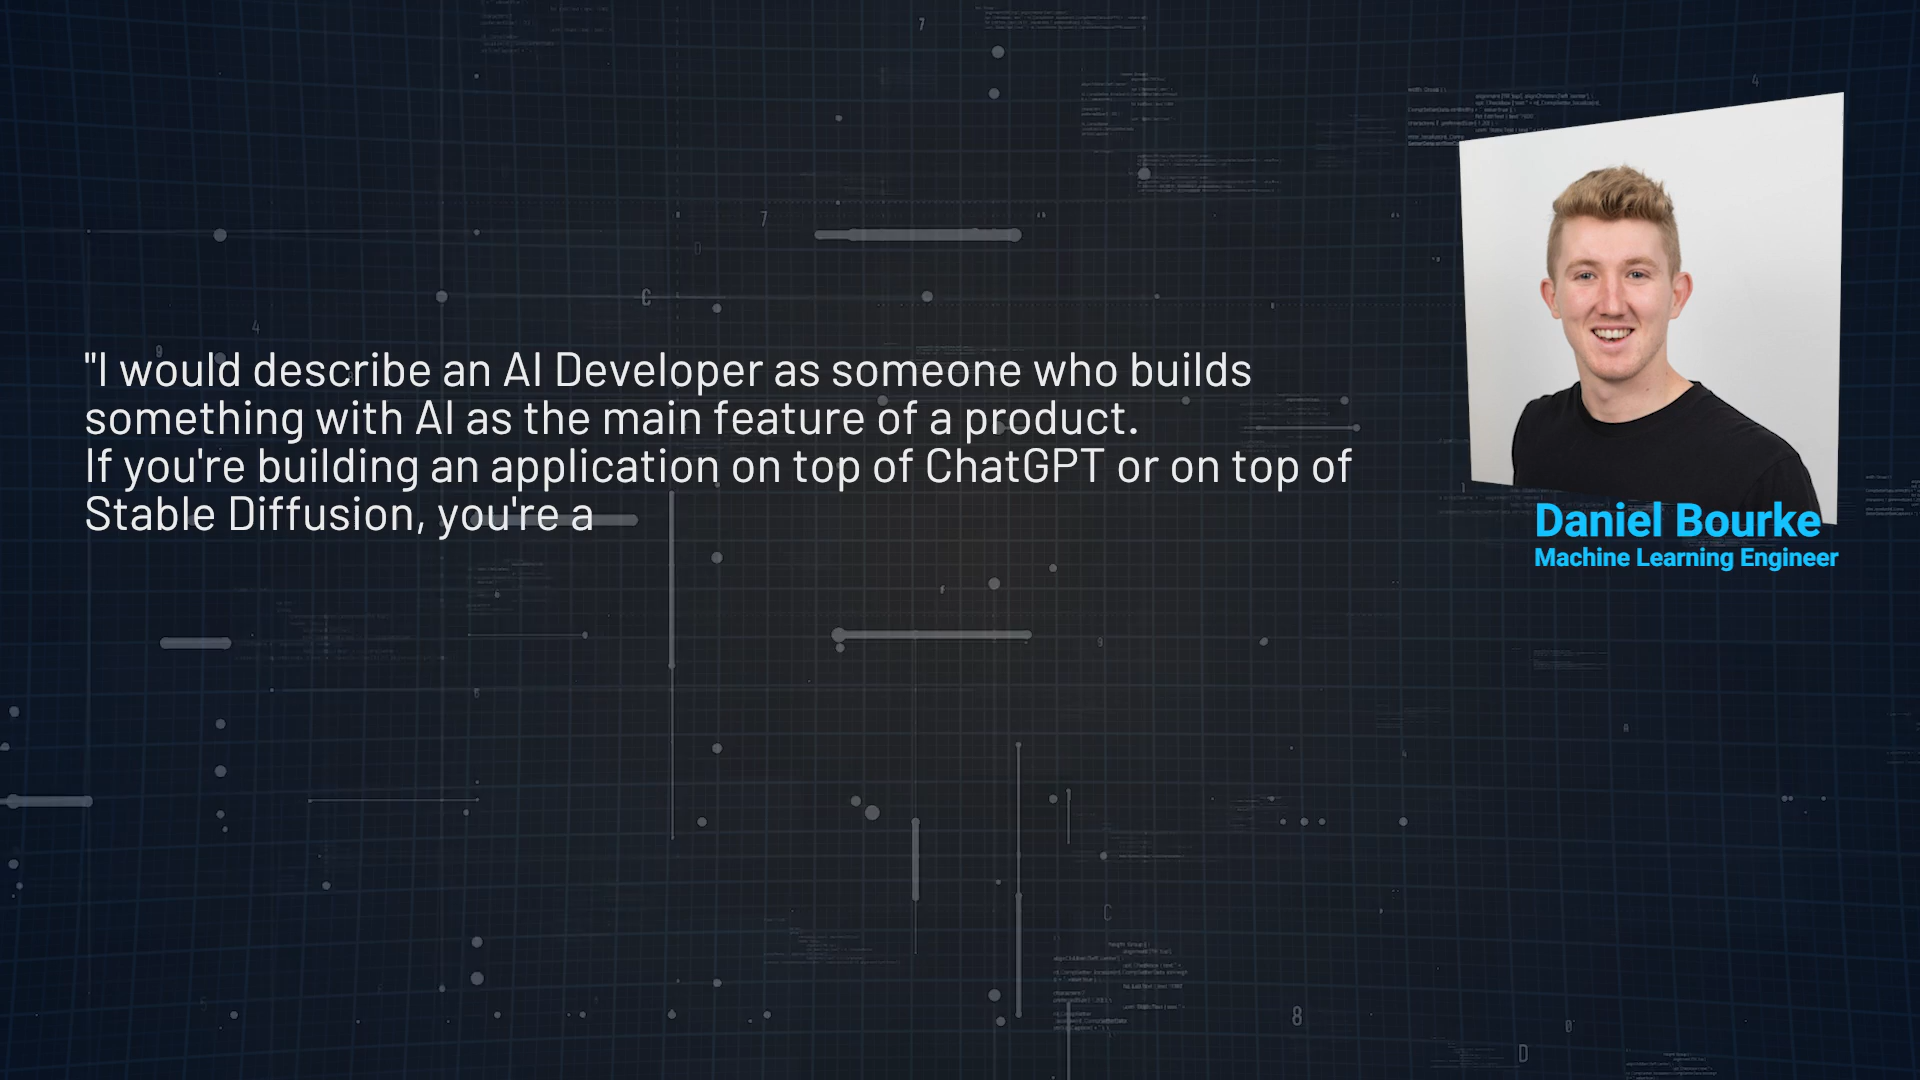 "I would describe an AI Developer as someone who builds
something with AI as the main feature of a product.
If you're building an application on top of ChatGPT or on top of
Stable Diffusion, you're a
Daniel Bourke
Machine Learning Engineer